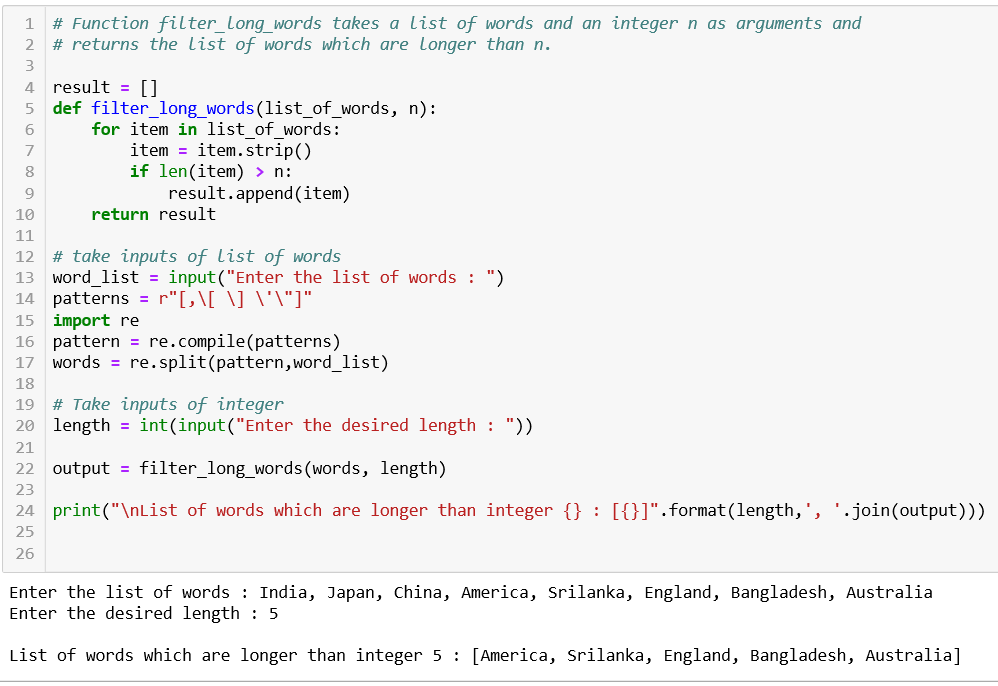 1 # Function filter_long_words takes a list of words and an integer n as arguments and
2 # returns the list of words which are longer than n.
3
4 result = []
5 def filter_long_words(list_of_words, n):
6     for item in list_of_words:
7         item = item.strip()
8         if len(item) > n:
9             result.append(item)
10     return result
11
12 # take inputs of list of words
13 word_list = input("Enter the list of words : ")
14 patterns = r"[,\[ \] \'\"]"
15 import re
16 pattern = re.compile(patterns)
17 words = re.split(pattern,word_list)
18
19 # Take inputs of integer
20 length = int(input("Enter the desired length : "))
21
22 output = filter_long_words(words, length)
23
24 print("\nList of words which are longer than integer {} : [{}]".format(length,', '.join(output)))
25
26
Enter the list of words : India, Japan, China, America, Srilanka, England, Bangladesh, Australia
Enter the desired length : 5
List of words which are longer than integer 5 : [America, Srilanka, England, Bangladesh, Australia]